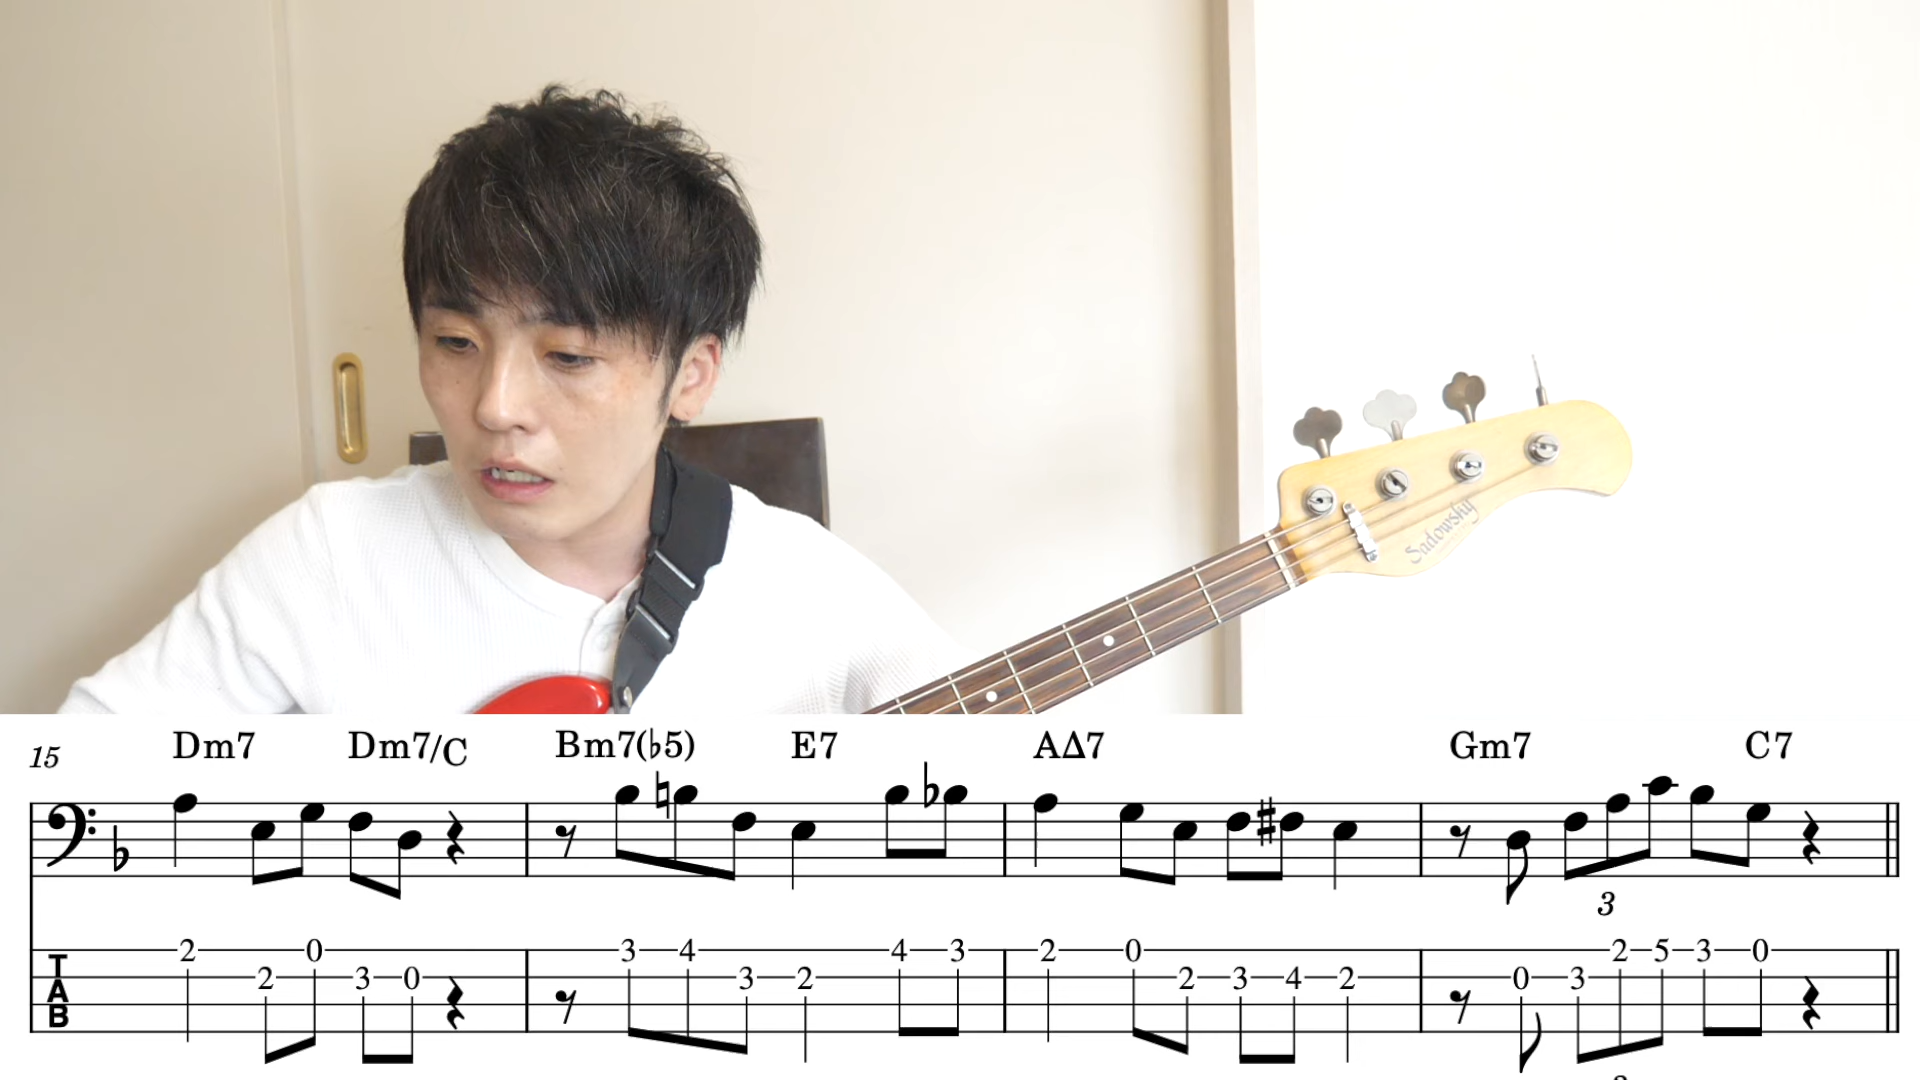 Sadowsky
15 Dm7 Dm7/C Bm7(♭5) E7 AΔ7 Gm7 C7
3
2 2 0 3 0 3 4 3 2 4 3 2 0 2 3 4 2 0 3 2 5 3 0
TAB